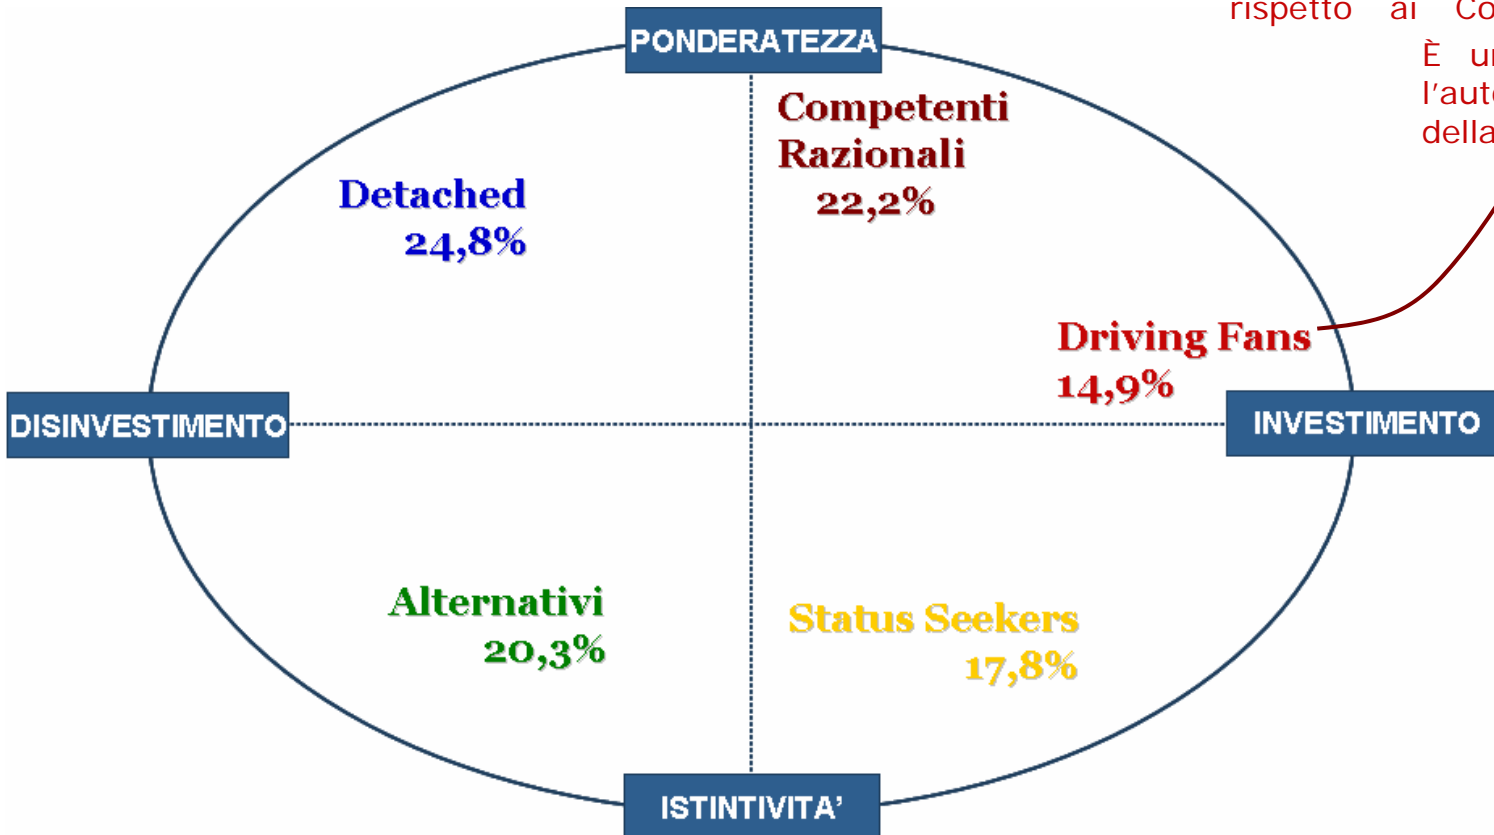 rispetto ai
PONDERATEZZA
È
Competenti
Razionali
22,2%
della
Detached
24,8%
Driving Fans
14,9%
DISINVESTIMENTO
INVESTIMENTO
Alternativi
20,3%
Status Seekers
17,8%
ISTINTIVITA'